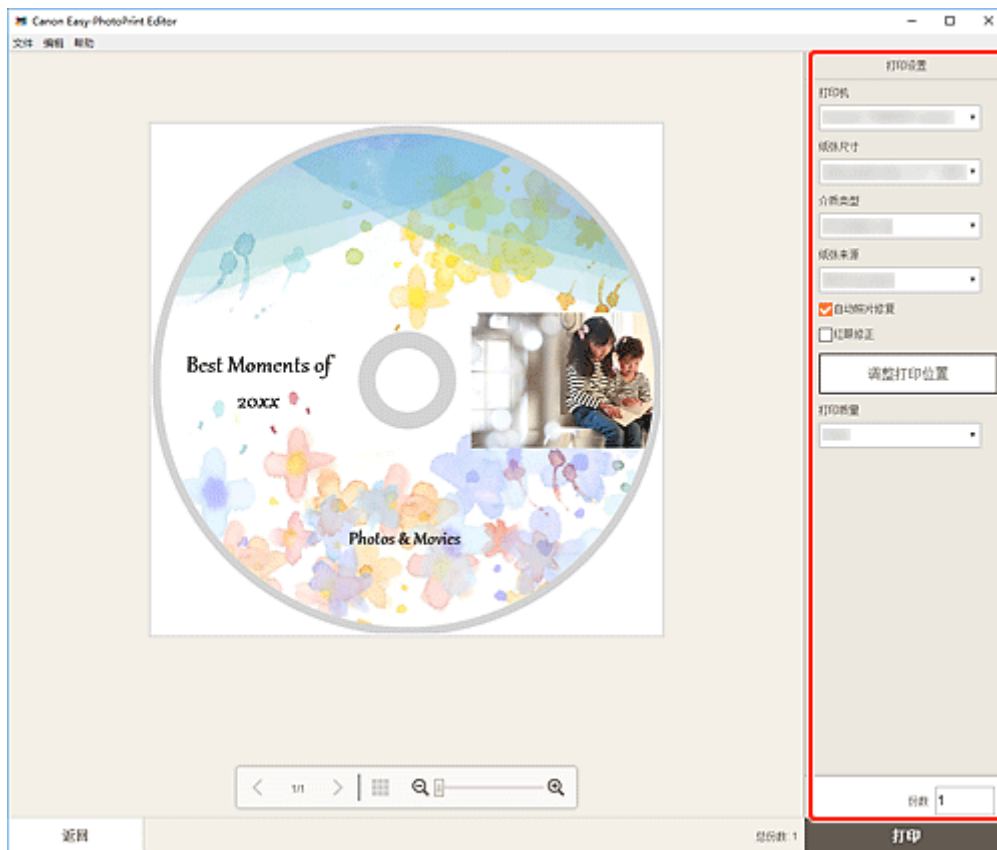 Canon Easy-PhotoPrint Editor
文件 编辑 帮助
打印设置
打印机
纸张尺寸
介质类型
纸张来源
自动照片修复
红眼修正
调整打印位置
打印质量
Best Moments of
20xx
Photos & Movies
1/1
份数 1
返回
总份数: 1
打印